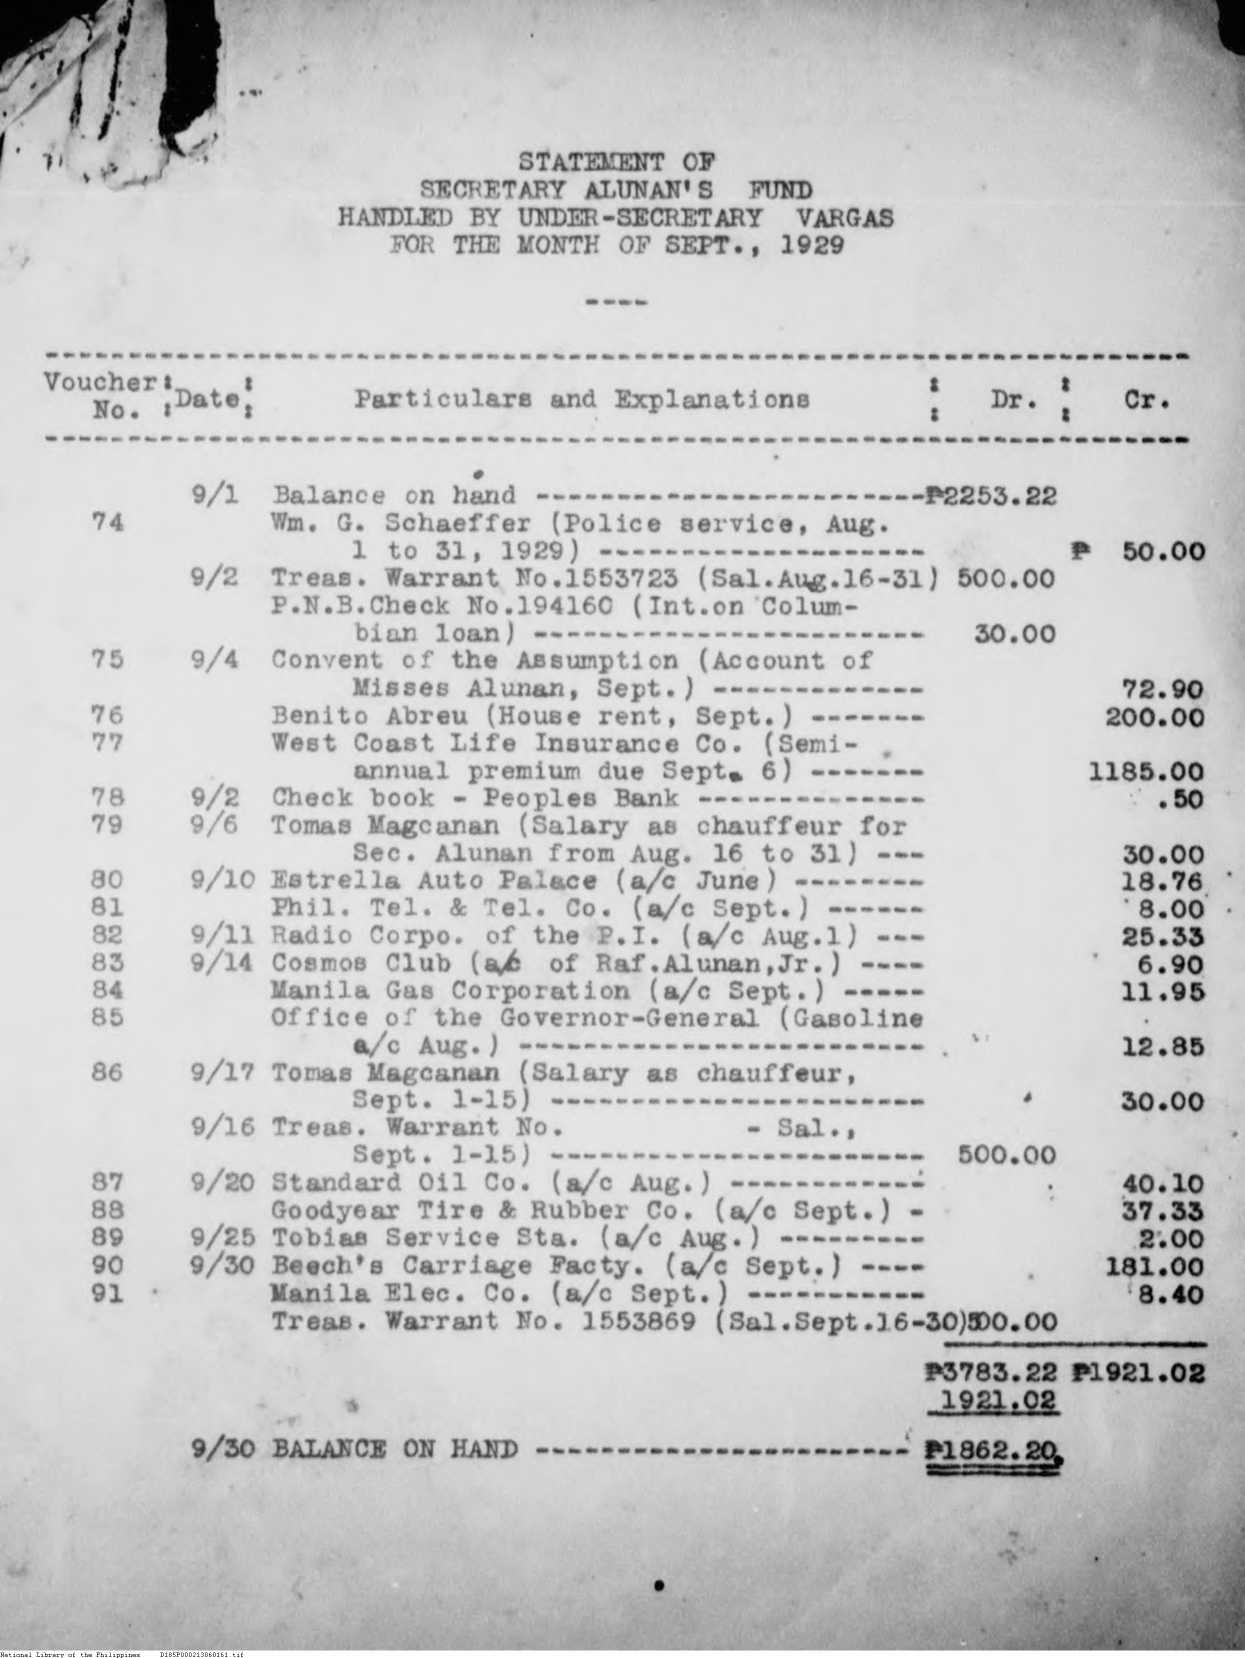 STATEMENT OF
SECRETARY ALUNAN'S FUND
HANDLED BY UNDER-SECRETARY VARGAS
FOR THE MONTH OF SEPT., 1929
----
Voucher No. : Date : Particulars and Explanations : Dr. : Cr.
9/1 Balance on hand ------------------------₱2253.22
74 Wm. G. Schaeffer (Police service, Aug.
1 to 31, 1929) -------------------- ₱ 50.00
9/2 Treas. Warrant No.1553723 (Sal.Aug.16-31) 500.00
P.N.B.Check No.194160 (Int.on Colum-
bian loan) ------------------------ 30.00
75 9/4 Convent of the Assumption (Account of
Misses Alunan, Sept.) ------------- 72.90
76 Benito Abreu (House rent, Sept.) ------- 200.00
77 West Coast Life Insurance Co. (Semi-
annual premium due Sept. 6) ------- 1185.00
78 9/2 Check book - Peoples Bank -------------- .50
79 9/6 Tomas Magcanan (Salary as chauffeur for
Sec. Alunan from Aug. 16 to 31) --- 30.00
80 9/10 Estrella Auto Palace (a/c June) -------- 18.76
81 Phil. Tel. & Tel. Co. (a/c Sept.) ------ 8.00
82 9/11 Radio Corpo. of the P.I. (a/c Aug.1) --- 25.33
83 9/14 Cosmos Club (a/c of Raf.Alunan,Jr.) ---- 6.90
84 Manila Gas Corporation (a/c Sept.) ----- 11.95
85 Office of the Governor-General (Gasoline
a/c Aug.) ------------------------- 12.85
86 9/17 Tomas Magcanan (Salary as chauffeur,
Sept. 1-15) ----------------------- 30.00
9/16 Treas. Warrant No. - Sal.,
Sept. 1-15) ----------------------- 500.00
87 9/20 Standard Oil Co. (a/c Aug.) ------------ 40.10
88 Goodyear Tire & Rubber Co. (a/c Sept.) - 37.33
89 9/25 Tobias Service Sta. (a/c Aug.) --------- 2.00
90 9/30 Beech's Carriage Facty. (a/c Sept.) ---- 181.00
91 Manila Elec. Co. (a/c Sept.) ----------- 8.40
Treas. Warrant No. 1553869 (Sal.Sept.16-30)500.00
₱3783.22 ₱1921.02
1921.02
9/30 BALANCE ON HAND ----------------------- ₱1862.20.
National Library of the Philippines D185P000213060161.tif